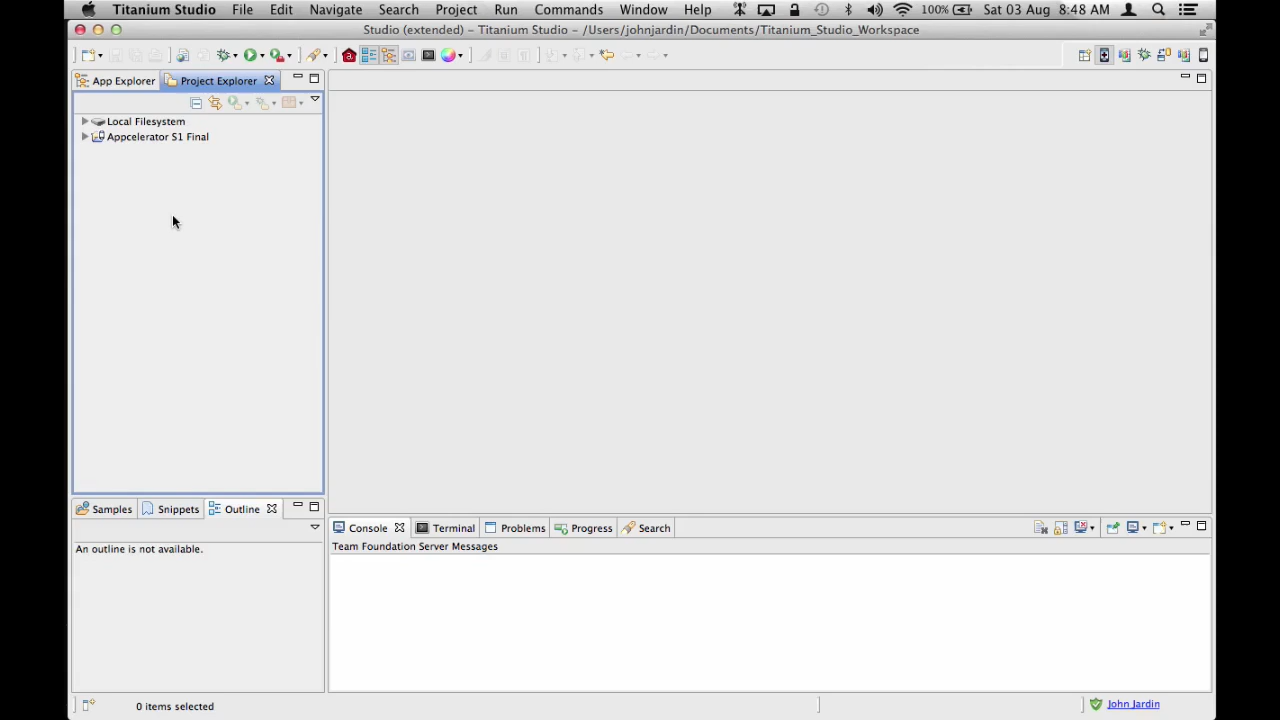 Titanium Studio File Edit Navigate Search Project Run Commands Window Help 100% Sat 03 Aug 8:48 AM
Studio (extended) – Titanium Studio – /Users/johnjardin/Documents/Titanium_Studio_Workspace
App Explorer Project Explorer
Local Filesystem
Appcelerator S1 Final
Samples Snippets Outline
An outline is not available.
Console Terminal Problems Progress Search
Team Foundation Server Messages
0 items selected
John Jardin